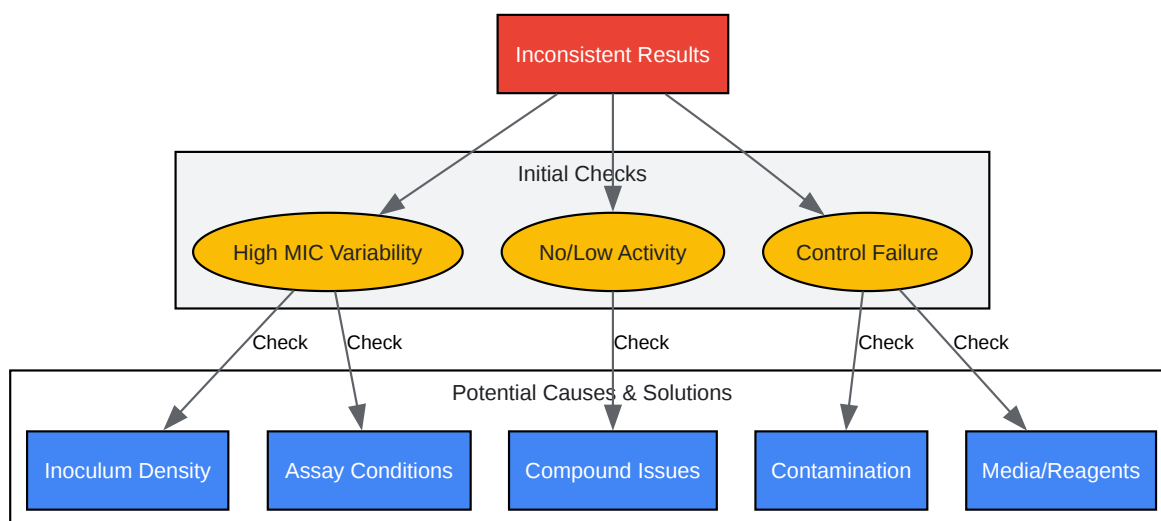 Inconsistent Results
Initial Checks
High MIC Variability
No/Low Activity
Control Failure
Check
Check
Check
Check
Check
Potential Causes & Solutions
Inoculum Density
Assay Conditions
Compound Issues
Contamination
Media/Reagents